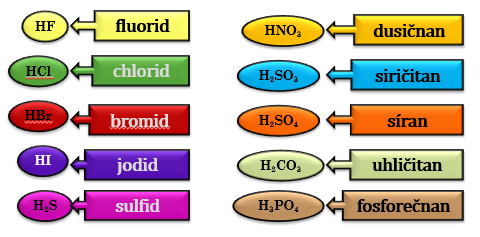 HF fluorid
HCl chlorid
HBr bromid
HI jodid
H₂S sulfid
HNO₃ dusičnan
H₂SO₃ siričitan
H₂SO₄ síran
H₂CO₃ uhličitan
H₃PO₄ fosforečnan